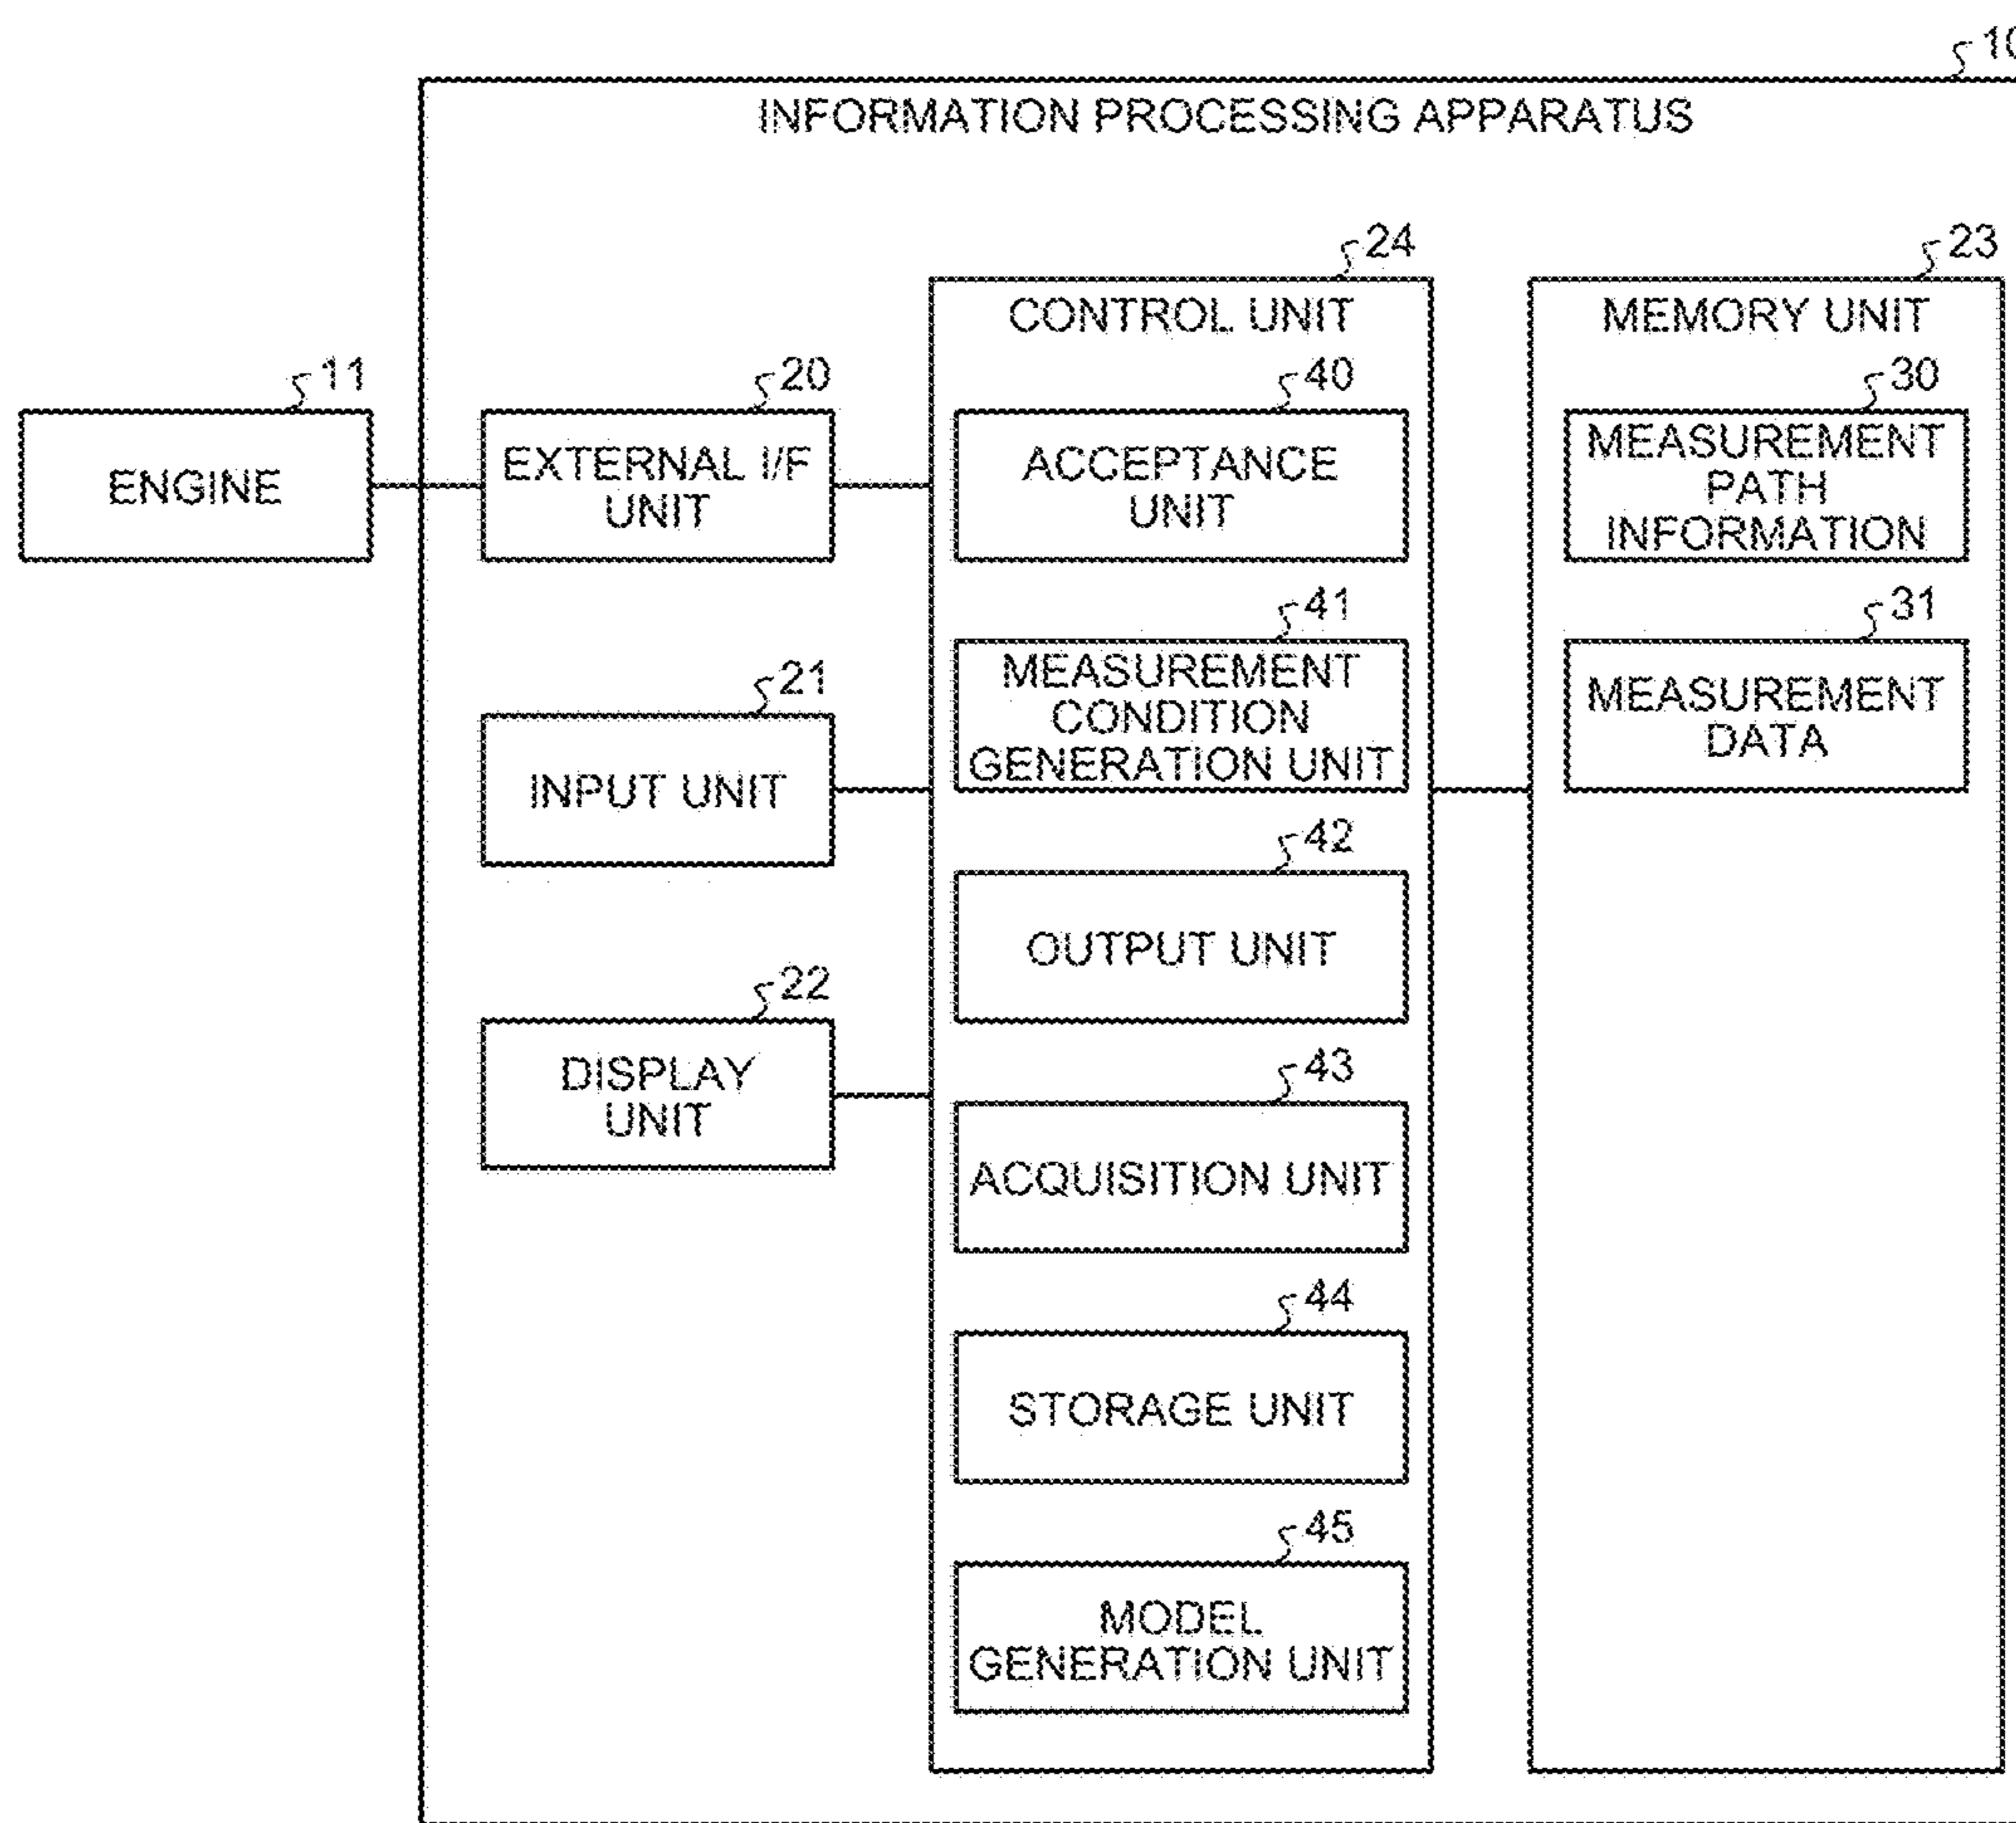 10
INFORMATION PROCESSING APPARATUS
24
23
CONTROL UNIT
MEMORY UNIT
11
20
40
30
ENGINE
EXTERNAL I/F
UNIT
ACCEPTANCE
UNIT
MEASUREMENT
PATH
INFORMATION
41
31
21
MEASUREMENT
CONDITION
GENERATION UNIT
MEASUREMENT
DATA
INPUT UNIT
42
OUTPUT UNIT
22
DISPLAY
UNIT
43
ACQUISITION UNIT
44
STORAGE UNIT
45
MODEL
GENERATION UNIT